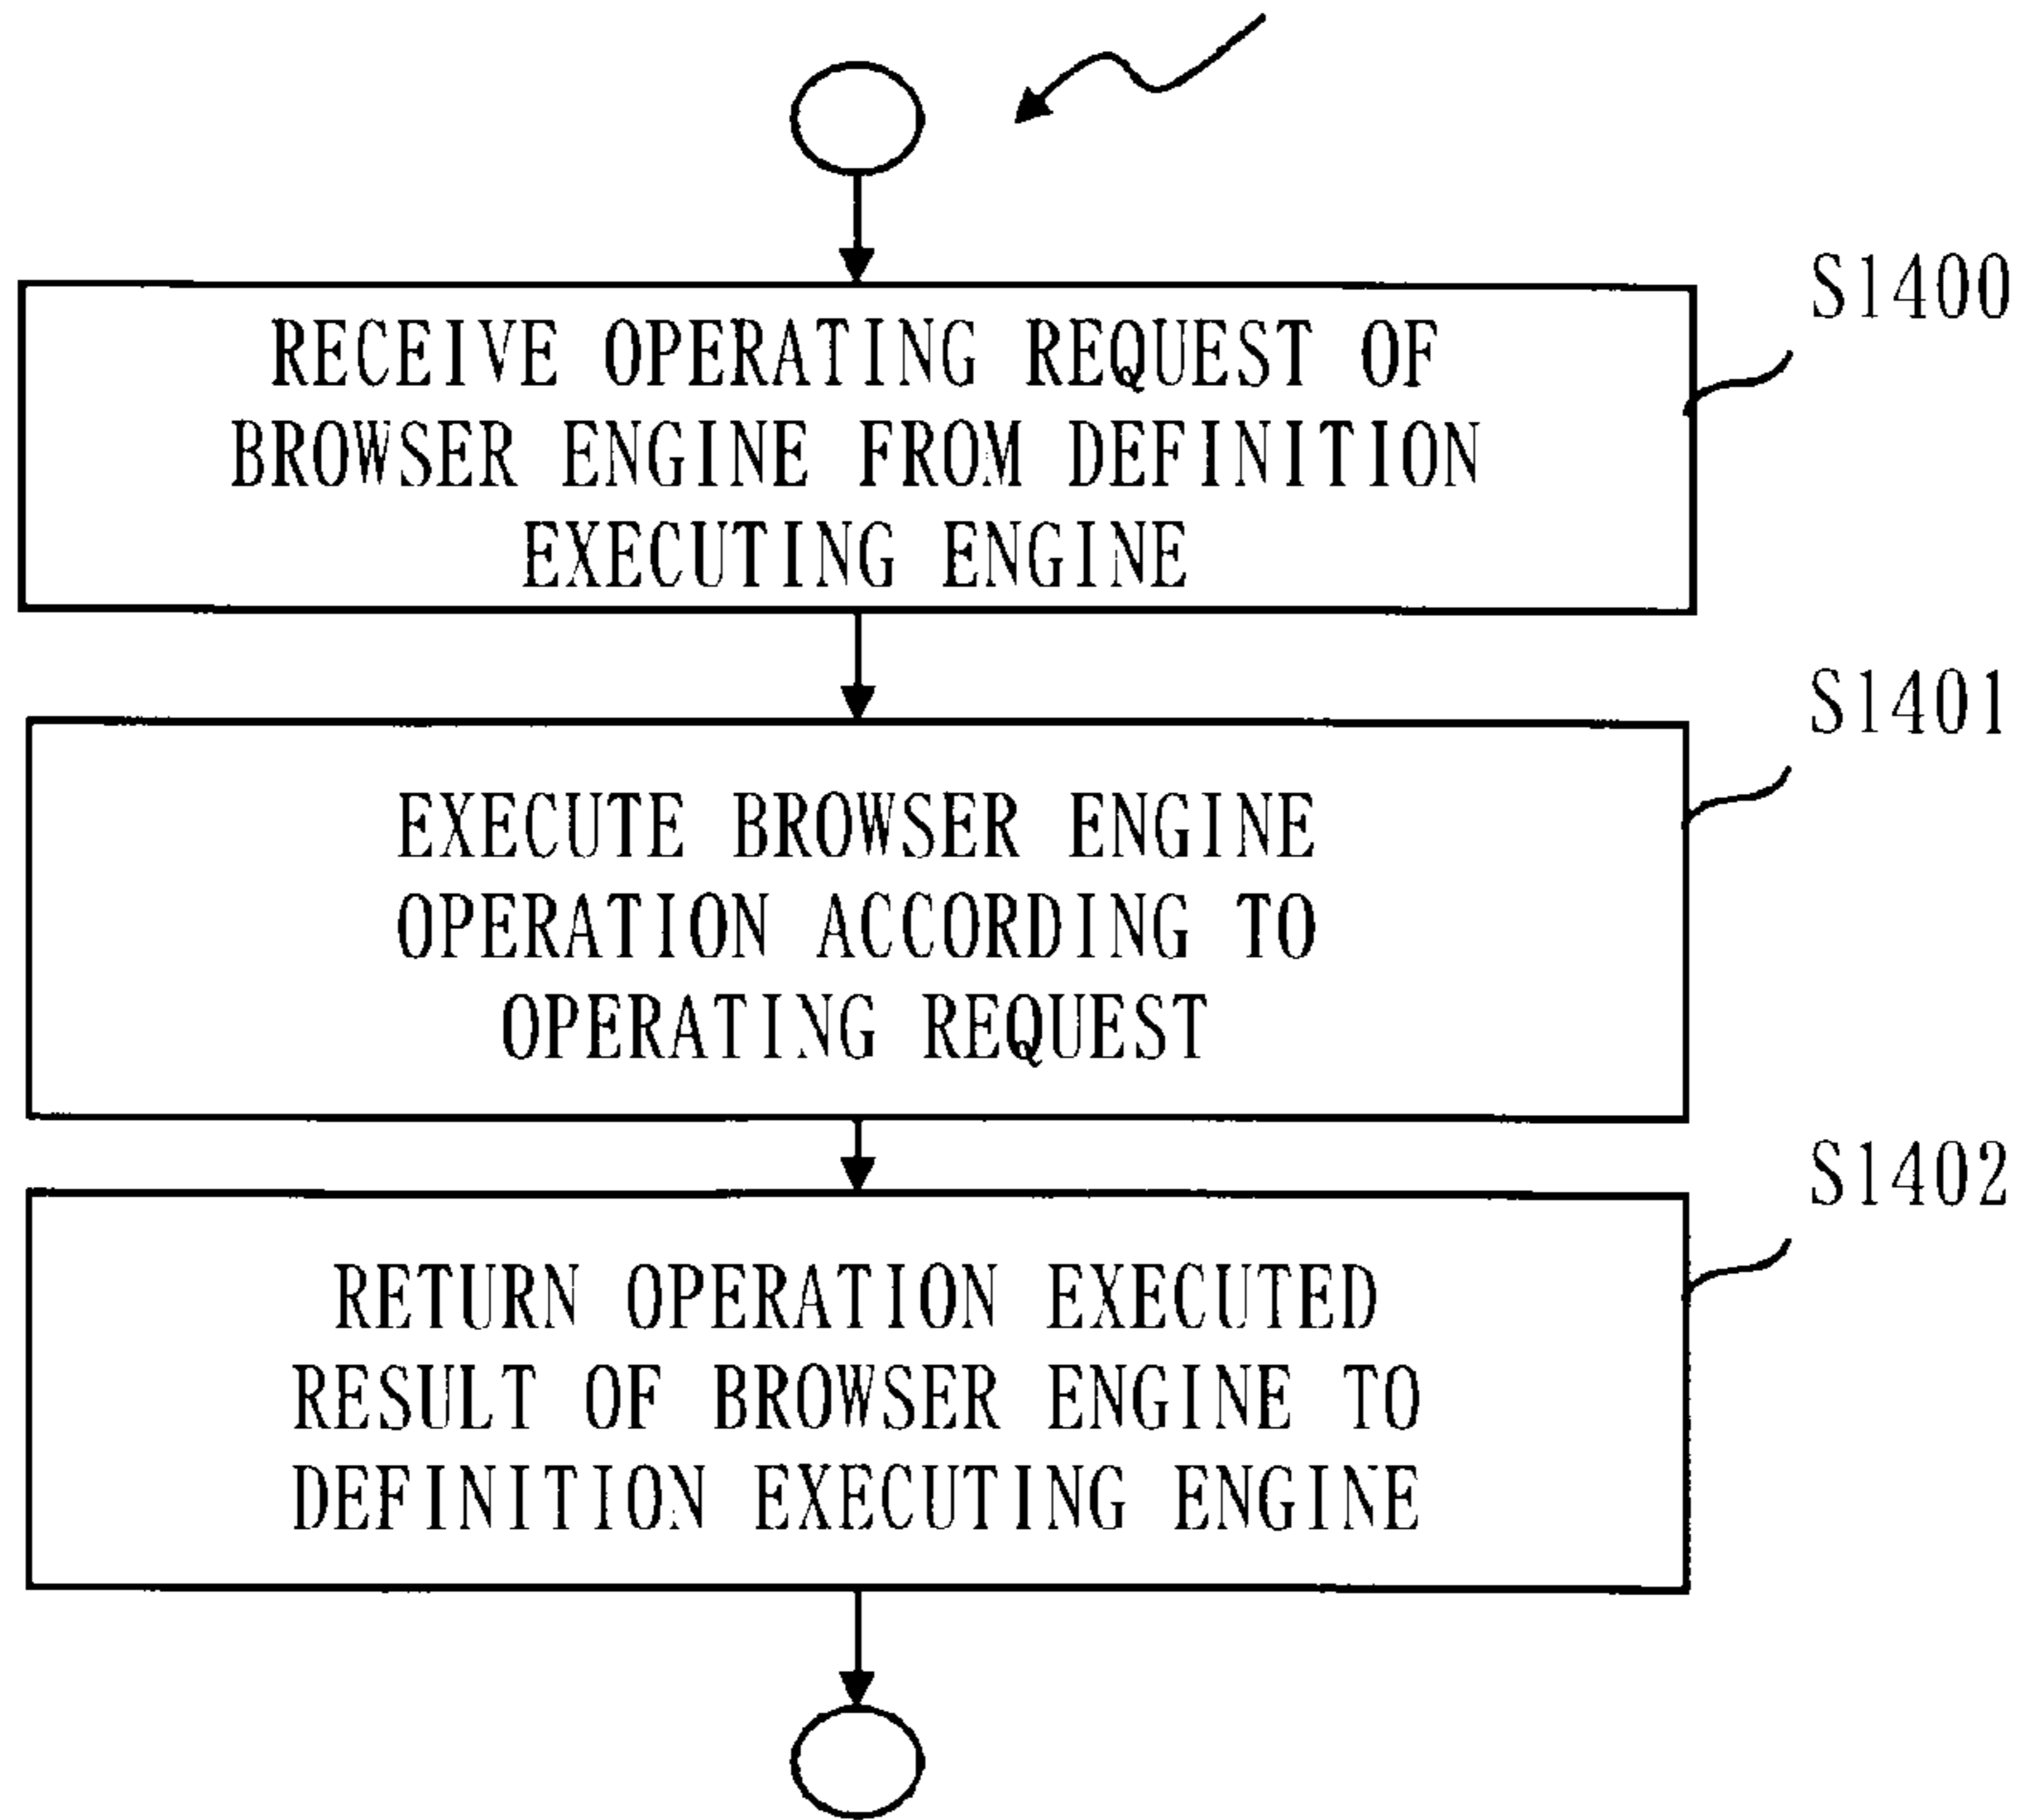 S1400
RECEIVE OPERATING REQUEST OF
BROWSER ENGINE FROM DEFINITION
EXECUTING ENGINE
S1401
EXECUTE BROWSER ENGINE
OPERATION ACCORDING TO
OPERATING REQUEST
S1402
RETURN OPERATION EXECUTED
RESULT OF BROWSER ENGINE TO
DEFINITION EXECUTING ENGINE